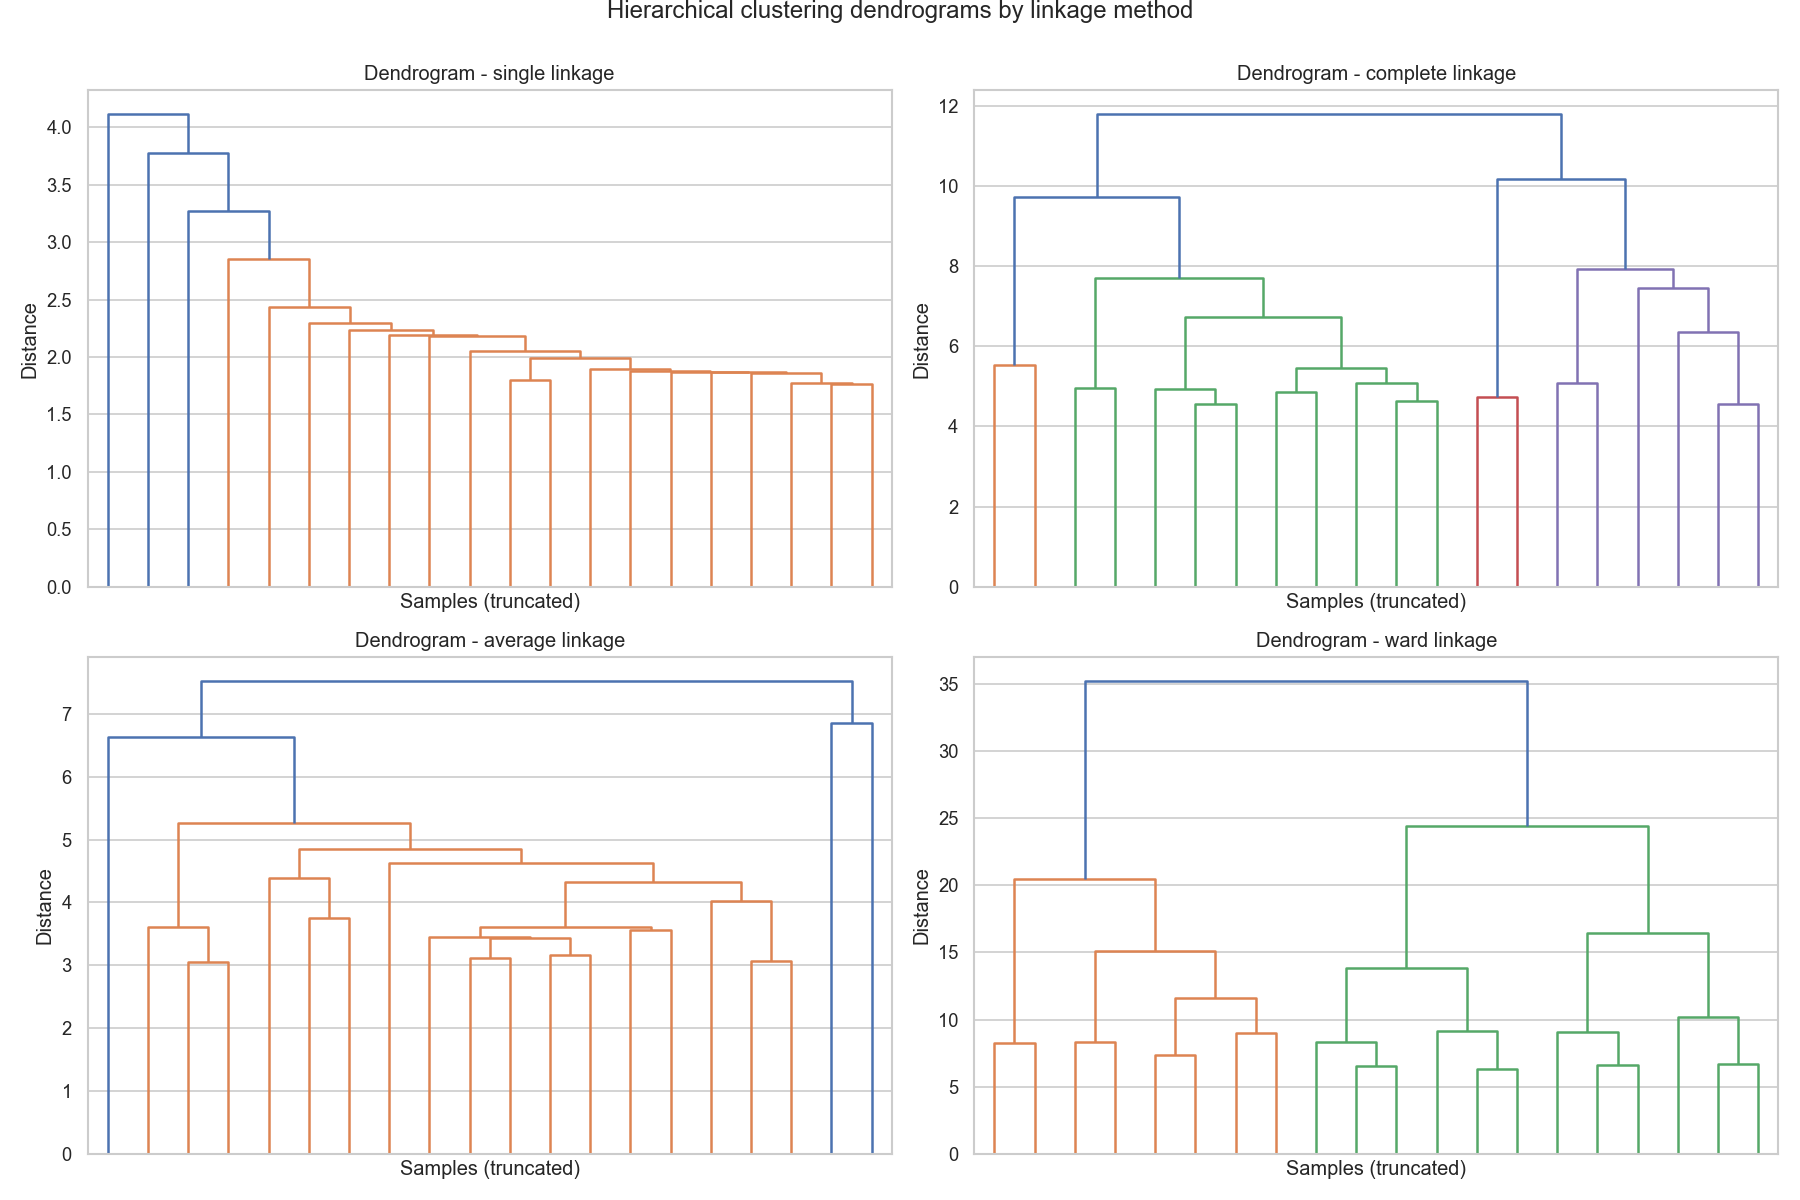 Hierarchical clustering dendrograms by linkage method
Dendrogram - single linkage
4.0
3.5
3.0
2.5
2.0
1.5
1.0
0.5
0.0
Distance
Samples (truncated)
Dendrogram - complete linkage
12
10
8
6
4
2
0
Distance
Samples (truncated)
Dendrogram - average linkage
7
6
5
4
3
2
1
0
Distance
Samples (truncated)
Dendrogram - ward linkage
35
30
25
20
15
10
5
0
Distance
Samples (truncated)